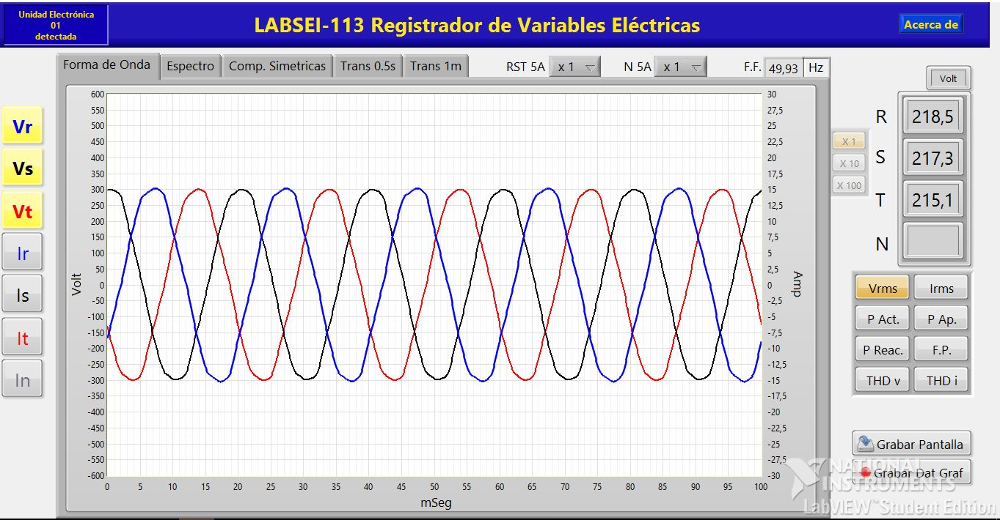 Unidad Electrónica
01
detectada
LABSEI-113 Registrador de Variables Eléctricas
Acerca de
Forma de Onda
Espectro
Comp. Simetricas
Trans 0.5s
Trans 1m
RST 5A
x 1
N 5A
x 1
F.F.
49,93
Hz
Vr
Vs
Vt
Ir
Is
It
In
Volt
600
550
500
450
400
350
300
250
200
150
100
50
0
-50
-100
-150
-200
-250
-300
-350
-400
-450
-500
-550
-600
0
5
10
15
20
25
30
35
40
45
50
55
60
65
70
75
80
85
90
95
100
mSeg
30
27,5
25
22,5
20
17,5
15
12,5
10
7,5
5
2,5
0
-2,5
-5
-7,5
-10
-12,5
-15
-17,5
-20
-22,5
-25
-27,5
-30
Amp
X 1
X 10
X 100
Volt
R
218,5
S
217,3
T
215,1
N
Vrms
Irms
P Act.
P Ap.
P Reac.
F.P.
THD v
THD i
Grabar Pantalla
Grabar Dat Graf
NATIONAL
INSTRUMENTS
LabVIEW™ Student Edition